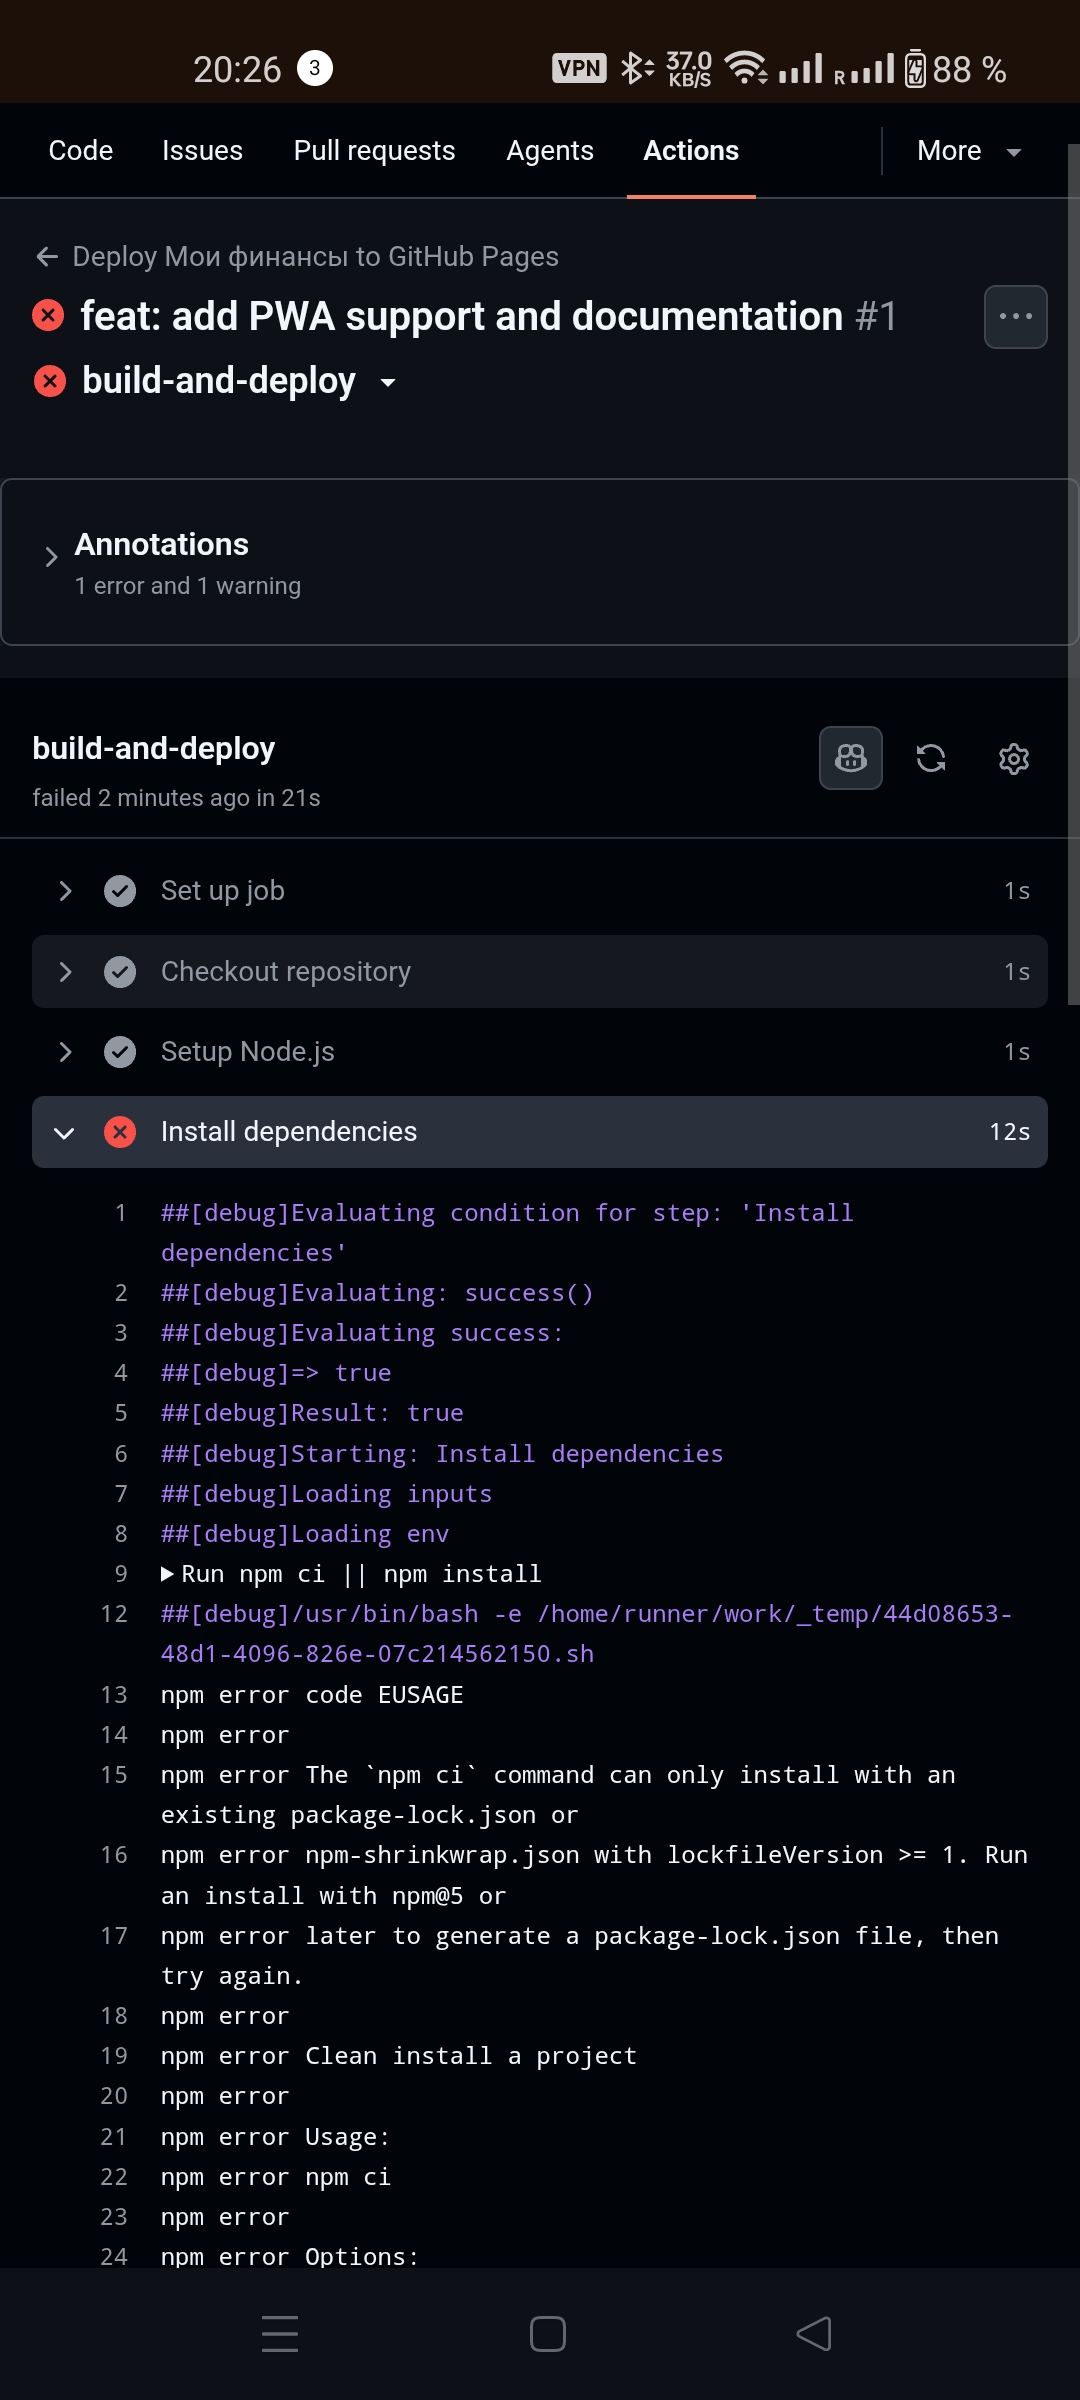 20:26 3 VPN 37.0 KB/S R 88 %
Code Issues Pull requests Agents Actions More
Deploy Мои финансы to GitHub Pages
feat: add PWA support and documentation #1
build-and-deploy
Annotations
1 error and 1 warning
build-and-deploy
failed 2 minutes ago in 21s
Set up job 1s
Checkout repository 1s
Setup Node.js 1s
Install dependencies 12s
1 ##[debug]Evaluating condition for step: 'Install
dependencies'
2 ##[debug]Evaluating: success()
3 ##[debug]Evaluating success:
4 ##[debug]=> true
5 ##[debug]Result: true
6 ##[debug]Starting: Install dependencies
7 ##[debug]Loading inputs
8 ##[debug]Loading env
9 Run npm ci || npm install
12 ##[debug]/usr/bin/bash -e /home/runner/work/_temp/44d08653-
48d1-4096-826e-07c214562150.sh
13 npm error code EUSAGE
14 npm error
15 npm error The `npm ci` command can only install with an
existing package-lock.json or
16 npm error npm-shrinkwrap.json with lockfileVersion >= 1. Run
an install with npm@5 or
17 npm error later to generate a package-lock.json file, then
try again.
18 npm error
19 npm error Clean install a project
20 npm error
21 npm error Usage:
22 npm error npm ci
23 npm error
24 npm error Options: